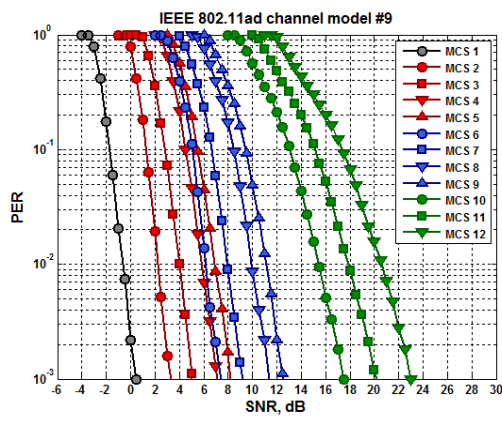 IEEE 802.11ad channel model #9
10^0
10^-1
10^-2
10^-3
PER
-6 -4 -2 0 2 4 6 8 10 12 14 16 18 20 22 24 26 28 30
SNR, dB
MCS 1
MCS 2
MCS 3
MCS 4
MCS 5
MCS 6
MCS 7
MCS 8
MCS 9
MCS 10
MCS 11
MCS 12